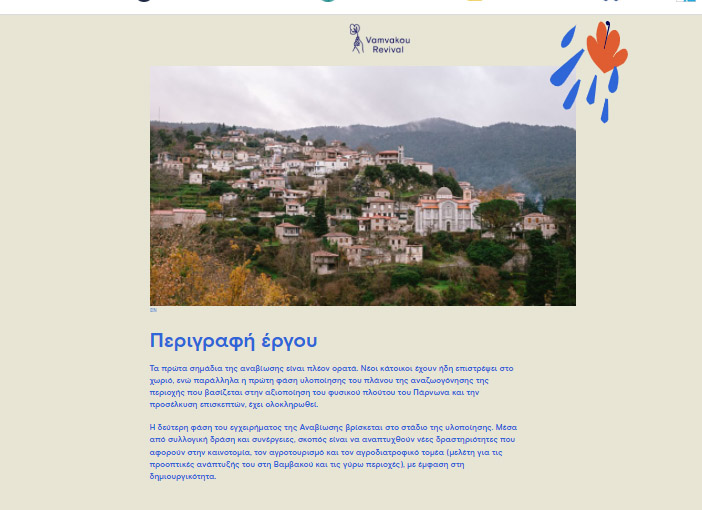 Vamvakou
Revival
EN
Περιγραφή έργου
Τα πρώτα σημάδια της αναβίωσης είναι πλέον ορατά. Νέοι κάτοικοι έχουν ήδη επιστρέψει στο
χωριό, ενώ παράλληλα η πρώτη φάση υλοποίησης του πλάνου της αναζωογόνησης της
περιοχής που βασίζεται στην αξιοποίηση του φυσικού πλούτου του Πάρνωνα και την
προσέλκυση επισκεπτών, έχει ολοκληρωθεί.
Η δεύτερη φάση του εγχειρήματος της Αναβίωσης βρίσκεται στο στάδιο της υλοποίησης. Μέσα
από συλλογική δράση και συνέργειες, σκοπός είναι να αναπτυχθούν νέες δραστηριότητες που
αφορούν στην καινοτομία, τον αγροτουρισμό και τον αγροδιατροφικό τομέα (μελέτη για τις
προοπτικές ανάπτυξής του στη Βαμβακού και τις γύρω περιοχές), με έμφαση στη
δημιουργικότητα.